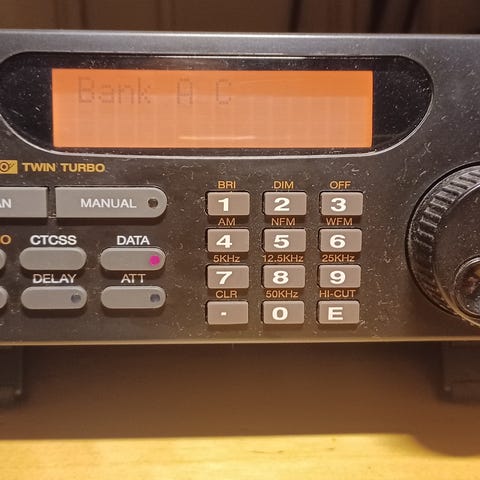 Bank A C
TWIN TURBO
BRI DIM OFF
MANUAL 1 2 3
AM NFM WFM
CTCSS DATA 4 5 6
5KHz 12.5KHz 25KHz
DELAY ATT 7 8 9
CLR 50KHz HI-CUT
· 0 E